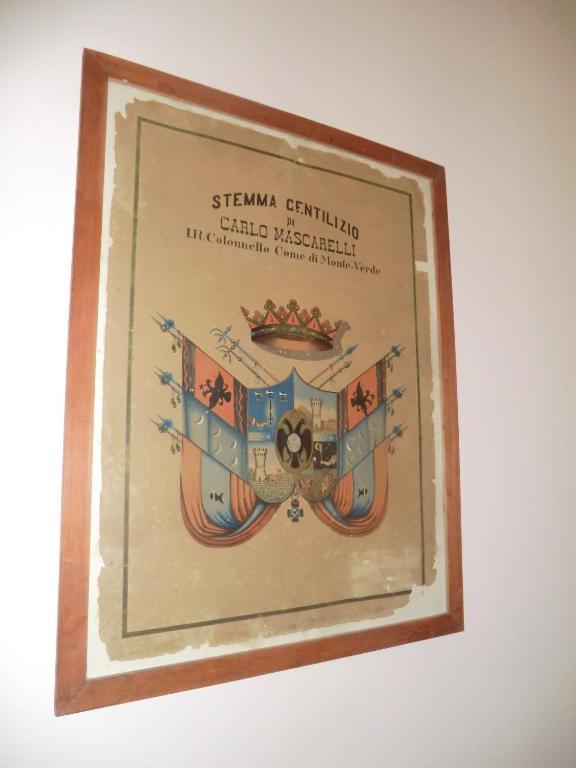 STEMMA GENTILIZIO
DI
CARLO MASCARELLI
I.R. Colonnello Conte di Monte-Verde